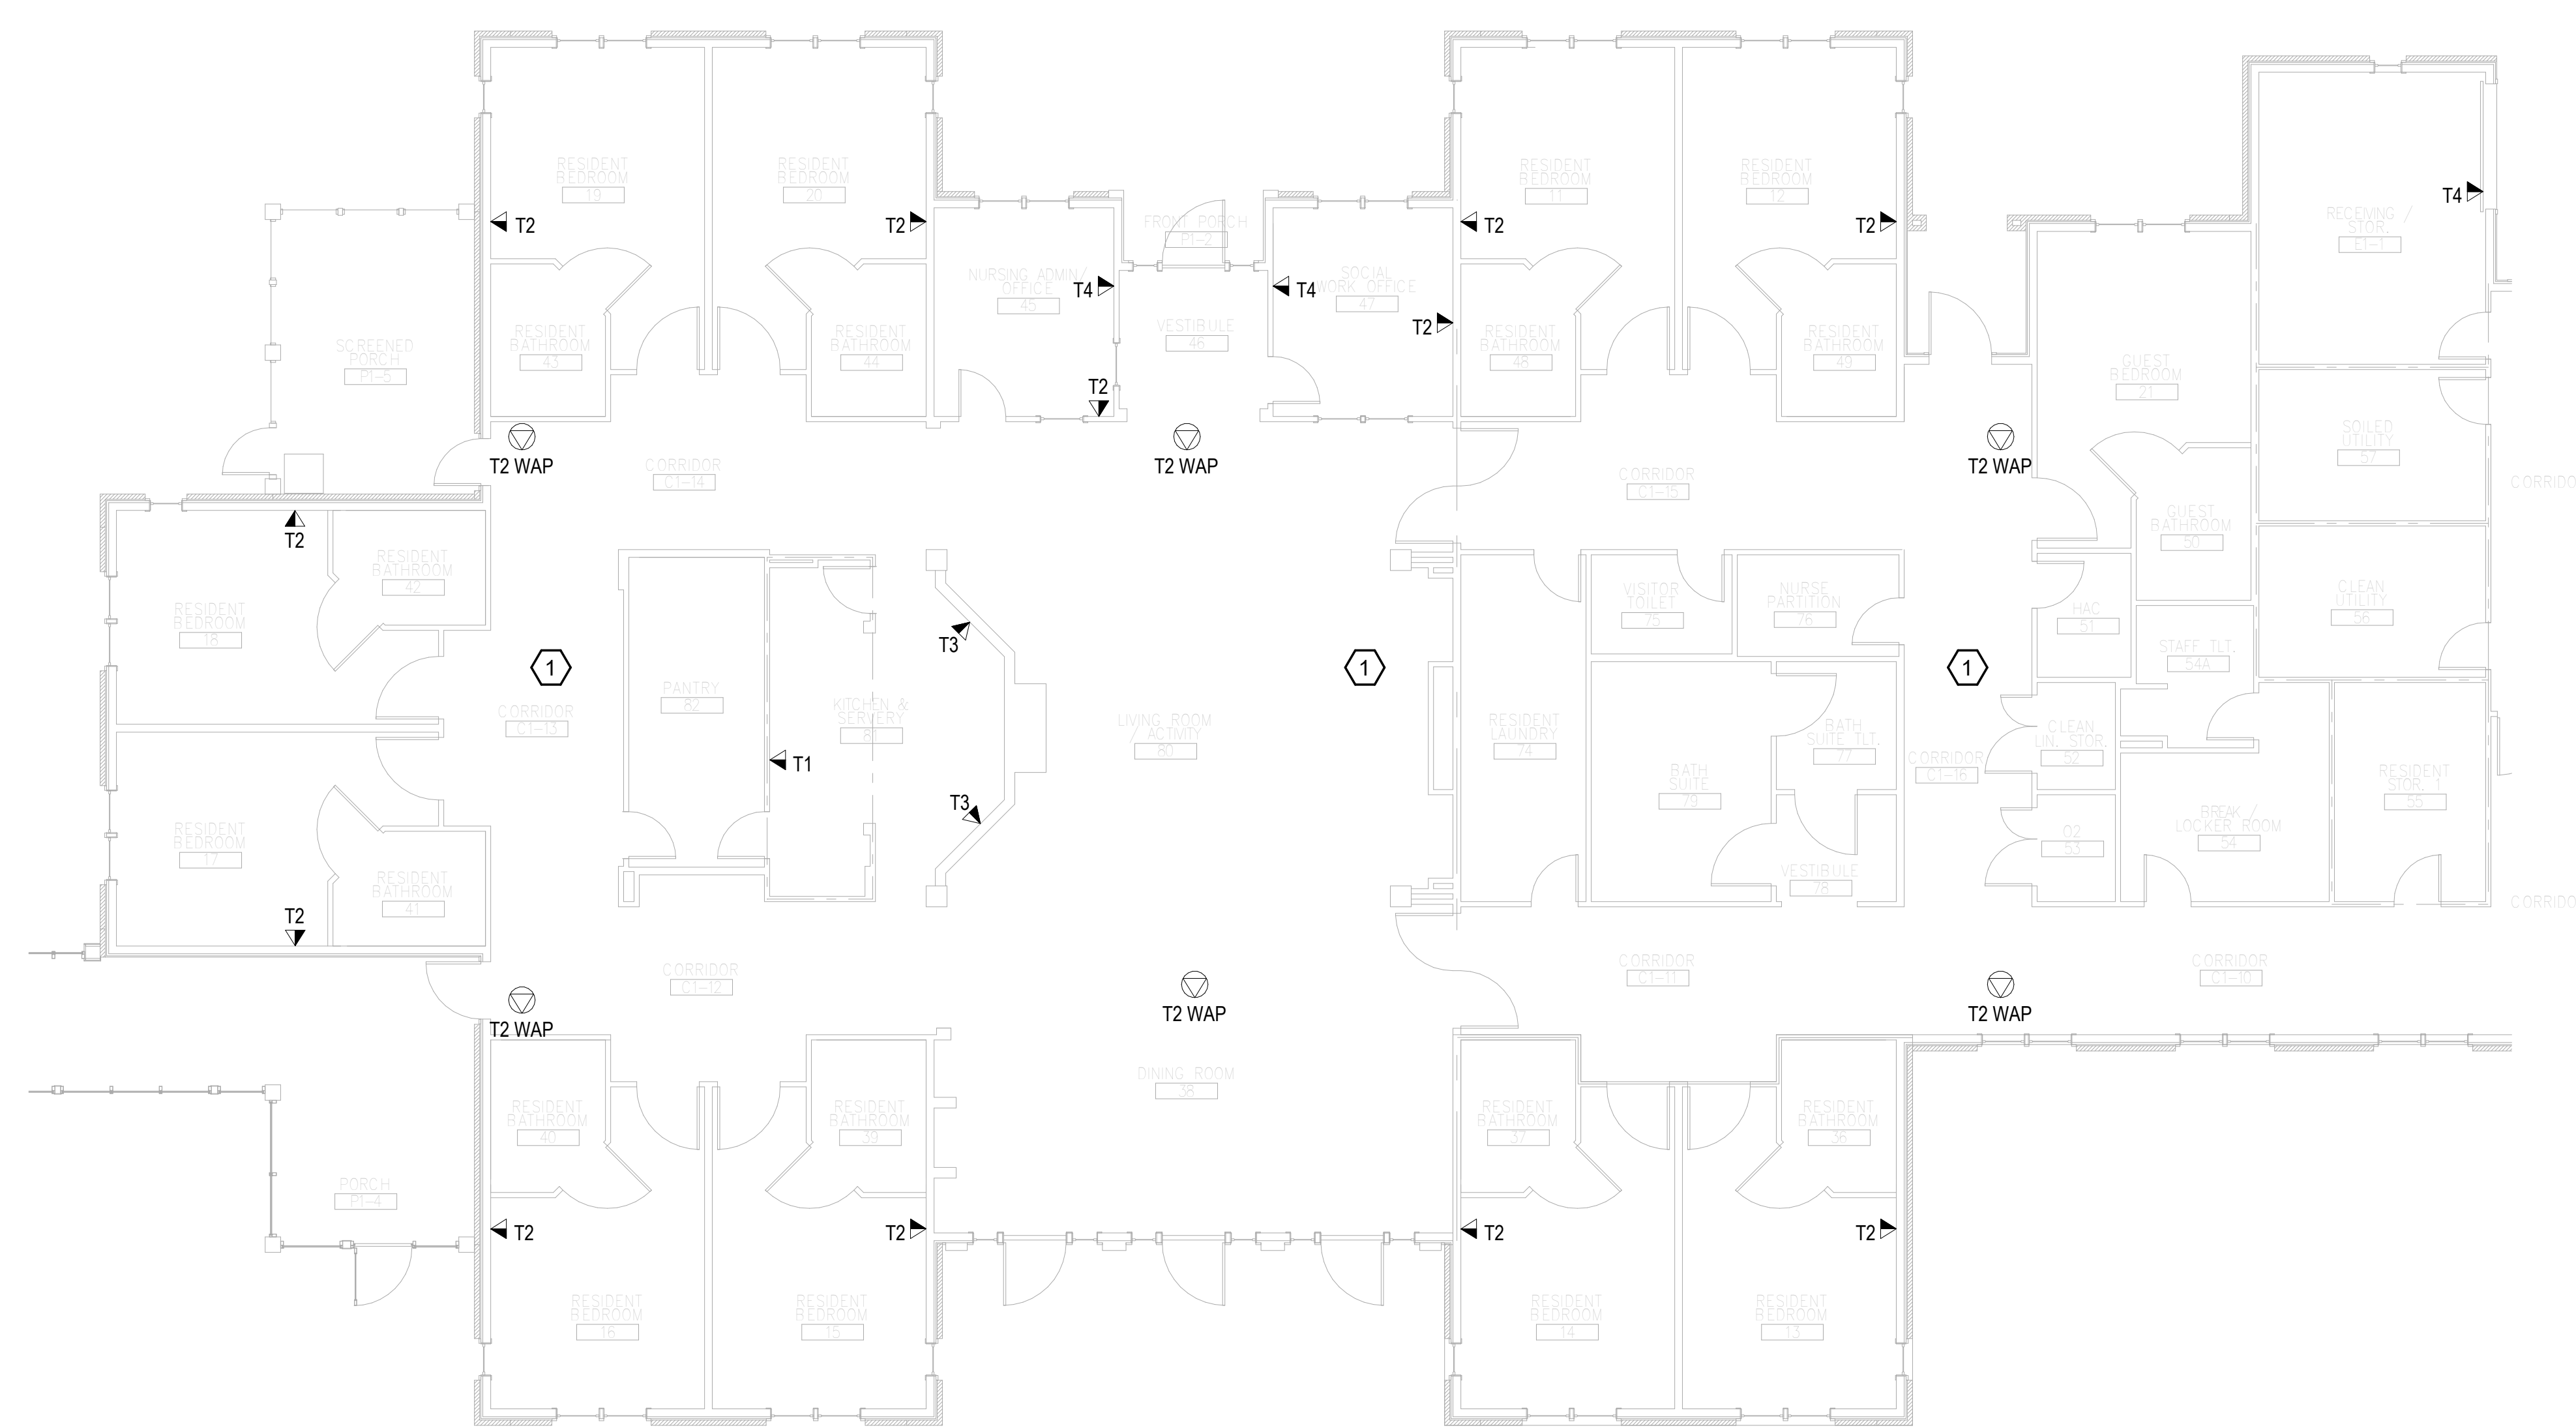 RESIDENT
BEDROOM
19
RESIDENT
BEDROOM
20
RESIDENT
BEDROOM
11
RESIDENT
BEDROOM
12
T4
RECEIVING /
STOR.
E1-1
T2
T2
FRONT PORCH
P1-2
T2
T2
NURSING ADMIN/
OFFICE
45
T4
T4
SOCIAL
WORK OFFICE
47
T2
VESTIBULE
46
RESIDENT
BATHROOM
43
RESIDENT
BATHROOM
44
RESIDENT
BATHROOM
48
RESIDENT
BATHROOM
49
SCREENED
PORCH
P1-5
GUEST
BEDROOM
21
T2
SOILED
UTILITY
57
T2 WAP
T2 WAP
T2 WAP
CORRIDOR
C1-14
CORRIDOR
C1-15
CORRIDO
GUEST
BATHROOM
50
T2
RESIDENT
BATHROOM
42
RESIDENT
BEDROOM
18
VISITOR
TOILET
75
NURSE
PARTITION
76
HAC
51
CLEAN
UTILITY
56
T3
STAFF TLT.
54A
1
1
1
PANTRY
82
KITCHEN &
SERVERY
81
CORRIDOR
C1-13
LIVING ROOM
/ ACTIVITY
80
RESIDENT
LAUNDRY
74
BATH
SUITE TLT.
77
CLEAN
LIN. STOR.
52
T1
BATH
SUITE
79
CORRIDOR
C1-16
RESIDENT
STOR. 1
55
T3
RESIDENT
BEDROOM
17
BREAK /
LOCKER ROOM
54
O2
53
RESIDENT
BATHROOM
41
VESTIBULE
78
CORRIDO
T2
CORRIDOR
C1-12
CORRIDOR
C1-11
CORRIDOR
C1-10
T2 WAP
T2 WAP
T2 WAP
DINING ROOM
38
RESIDENT
BATHROOM
40
RESIDENT
BATHROOM
39
RESIDENT
BATHROOM
37
RESIDENT
BATHROOM
36
PORCH
P1-4
T2
T2
T2
T2
RESIDENT
BEDROOM
16
RESIDENT
BEDROOM
15
RESIDENT
BEDROOM
14
RESIDENT
BEDROOM
13